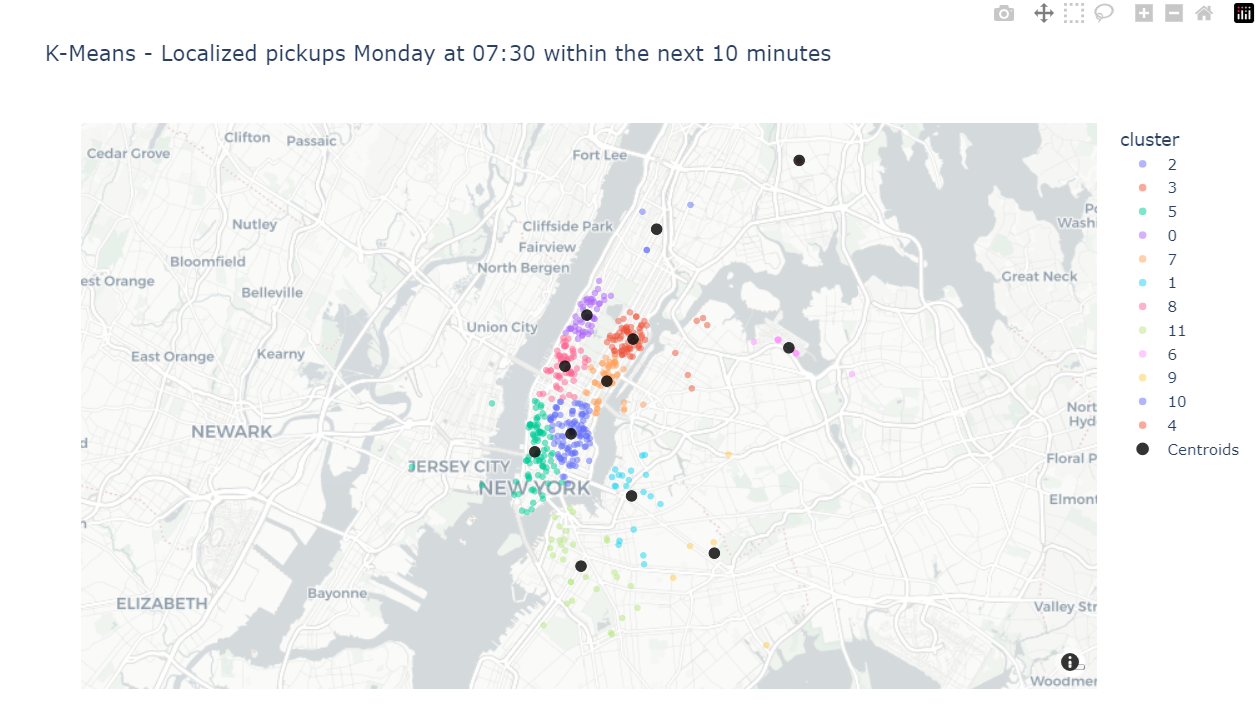 K-Means - Localized pickups Monday at 07:30 within the next 10 minutes
Clifton
Passaic
Cedar Grove
Fort Lee
Nutley
Cliffside Park
Fairview
Bloomfield
North Bergen
est Orange
Belleville
Great Neck
Union City
East Orange
Kearny
NEWARK
JERSEY CITY
NEW YORK
Nort
Hyd
Floral P
Elmont
Bayonne
ELIZABETH
Valley Str
Woodmer
Washi
cluster
2
3
5
0
7
1
8
11
6
9
10
4
Centroids